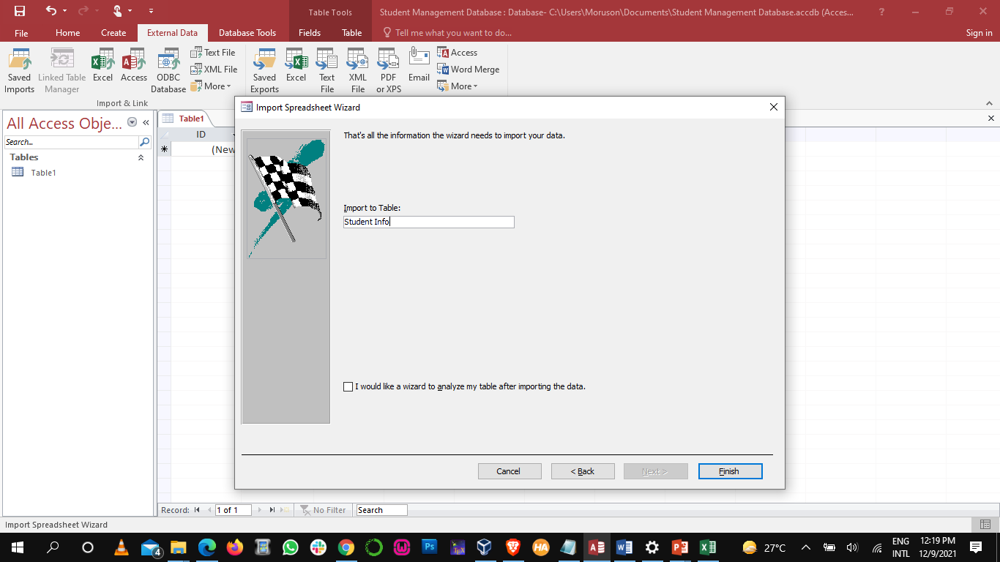 Table Tools
Student Management Database : Database- C:\Users\Moruson\Documents\Student Management Database.accdb (Acces...
?
File
Home
Create
External Data
Database Tools
Fields
Table
Tell me what you want to do...
Sign in
Saved Imports
Linked Table Manager
Excel
Access
ODBC Database
Text File
XML File
More
Saved Exports
Excel
Text File
XML File
PDF or XPS
Email
Access
Word Merge
More
Import & Link
All Access Obje...
Search...
Tables
Table1
Table1
ID
(New
Import Spreadsheet Wizard
That's all the information the wizard needs to import your data.
Import to Table:
Student Info
I would like a wizard to analyze my table after importing the data.
Cancel
< Back
Next >
Finish
Record:
1 of 1
No Filter
Search
Import Spreadsheet Wizard
4
Ps
HA
27°C
ENG
INTL
12:19 PM
12/9/2021